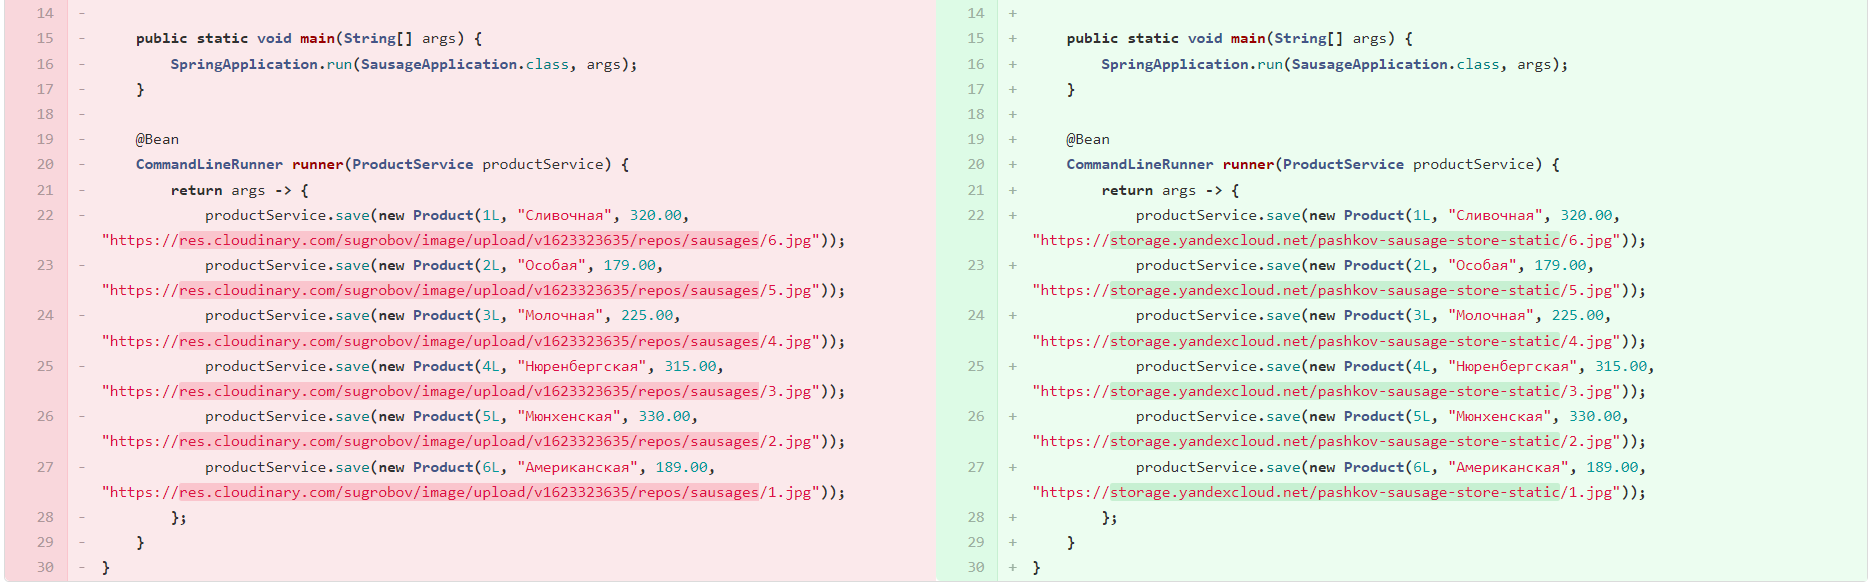 14 -
15 - public static void main(String[] args) {
16 - SpringApplication.run(SausageApplication.class, args);
17 - }
18 -
19 - @Bean
20 - CommandLineRunner runner(ProductService productService) {
21 - return args -> {
22 - productService.save(new Product(1L, "Сливочная", 320.00,
"https://res.cloudinary.com/sugrobov/image/upload/v1623323635/repos/sausages/6.jpg"));
23 - productService.save(new Product(2L, "Особая", 179.00,
"https://res.cloudinary.com/sugrobov/image/upload/v1623323635/repos/sausages/5.jpg"));
24 - productService.save(new Product(3L, "Молочная", 225.00,
"https://res.cloudinary.com/sugrobov/image/upload/v1623323635/repos/sausages/4.jpg"));
25 - productService.save(new Product(4L, "Нюренбергская", 315.00,
"https://res.cloudinary.com/sugrobov/image/upload/v1623323635/repos/sausages/3.jpg"));
26 - productService.save(new Product(5L, "Мюнхенская", 330.00,
"https://res.cloudinary.com/sugrobov/image/upload/v1623323635/repos/sausages/2.jpg"));
27 - productService.save(new Product(6L, "Американская", 189.00,
"https://res.cloudinary.com/sugrobov/image/upload/v1623323635/repos/sausages/1.jpg"));
28 - };
29 - }
30 - }
14 +
15 + public static void main(String[] args) {
16 + SpringApplication.run(SausageApplication.class, args);
17 + }
18 +
19 + @Bean
20 + CommandLineRunner runner(ProductService productService) {
21 + return args -> {
22 + productService.save(new Product(1L, "Сливочная", 320.00,
"https://storage.yandexcloud.net/pashkov-sausage-store-static/6.jpg"));
23 + productService.save(new Product(2L, "Особая", 179.00,
"https://storage.yandexcloud.net/pashkov-sausage-store-static/5.jpg"));
24 + productService.save(new Product(3L, "Молочная", 225.00,
"https://storage.yandexcloud.net/pashkov-sausage-store-static/4.jpg"));
25 + productService.save(new Product(4L, "Нюренбергская", 315.00,
"https://storage.yandexcloud.net/pashkov-sausage-store-static/3.jpg"));
26 + productService.save(new Product(5L, "Мюнхенская", 330.00,
"https://storage.yandexcloud.net/pashkov-sausage-store-static/2.jpg"));
27 + productService.save(new Product(6L, "Американская", 189.00,
"https://storage.yandexcloud.net/pashkov-sausage-store-static/1.jpg"));
28 + };
29 + }
30 + }